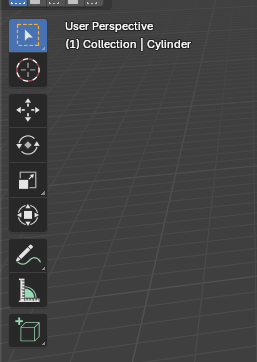 User Perspective
(1) Collection | Cylinder